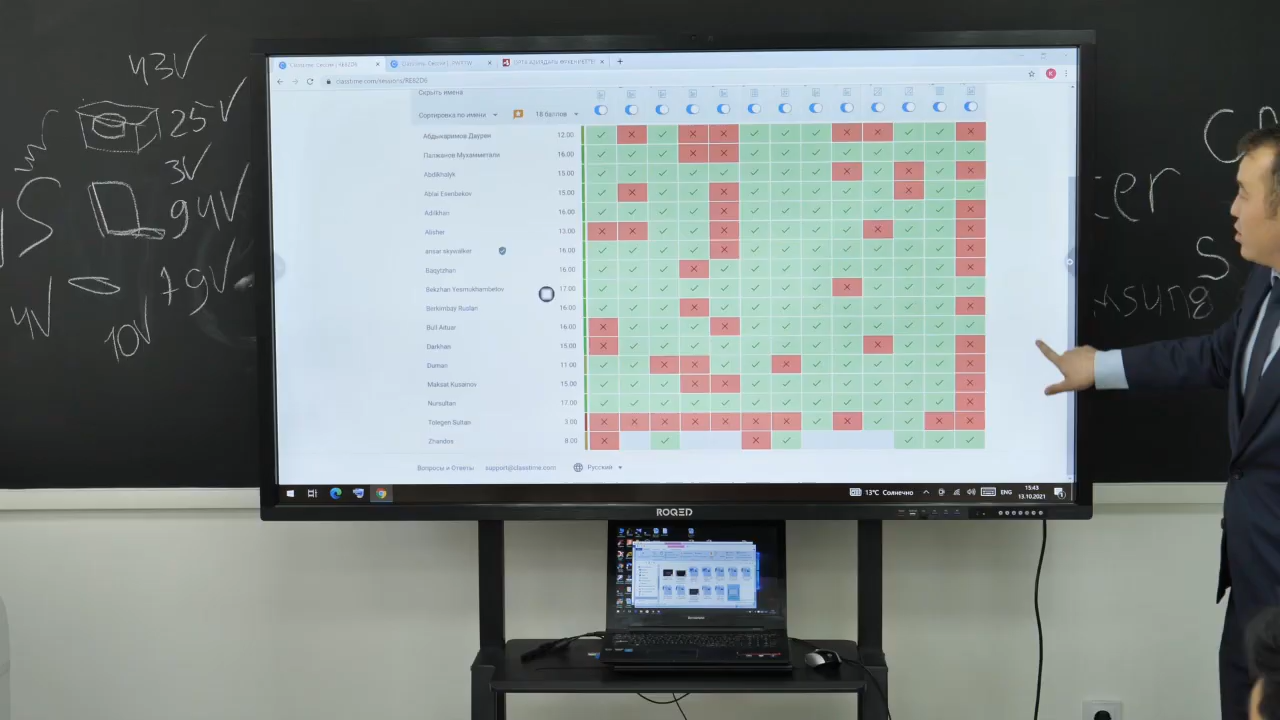 Classtime. Сессия | RE62D6
classtime.com/sessions/RE62D6
Скрыть имена
Сортировка по имени
18 баллов
Абдыкаримов Даурен 12.00
Палжанов Мухамметали 16.00
Abdikhalyk 15.00
Ablai Esenbekov 15.00
Adilkhan 16.00
Alisher 13.00
ansar skywalker 16.00
Baqytzhan 16.00
Bekzhan Yesmukhambetov 17.00
Berkimbay Ruslan 16.00
Bull Aituar 16.00
Darkhan 15.00
Duman 11.00
Maksat Kusainov 15.00
Nursultan 17.00
Tolegen Sultan 3.00
Zhandos 8.00
Вопросы и Ответы support@classtime.com Русский
13°C Солнечно
ENG
15:43
13.10.2021
ROQED
43V
25V
3V
94V
79V
4V
10V
S